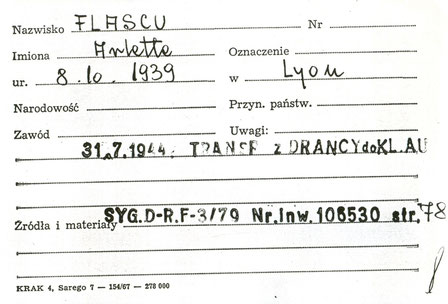 Nazwisko FLASCU Nr
Imiona Arlette Oznaczenie
ur. 8.10.1939 w Lyon
Narodowość Przyn. państw.
Zawód Uwagi:
31.7.1944. TRANSP z DRANCY do KL.AU
Źródła i materiały SYG.D-R.F-3/79 Nr.Inw.106530 str.78
KRAK 4, Sarego 7 — 154/67 — 278 000